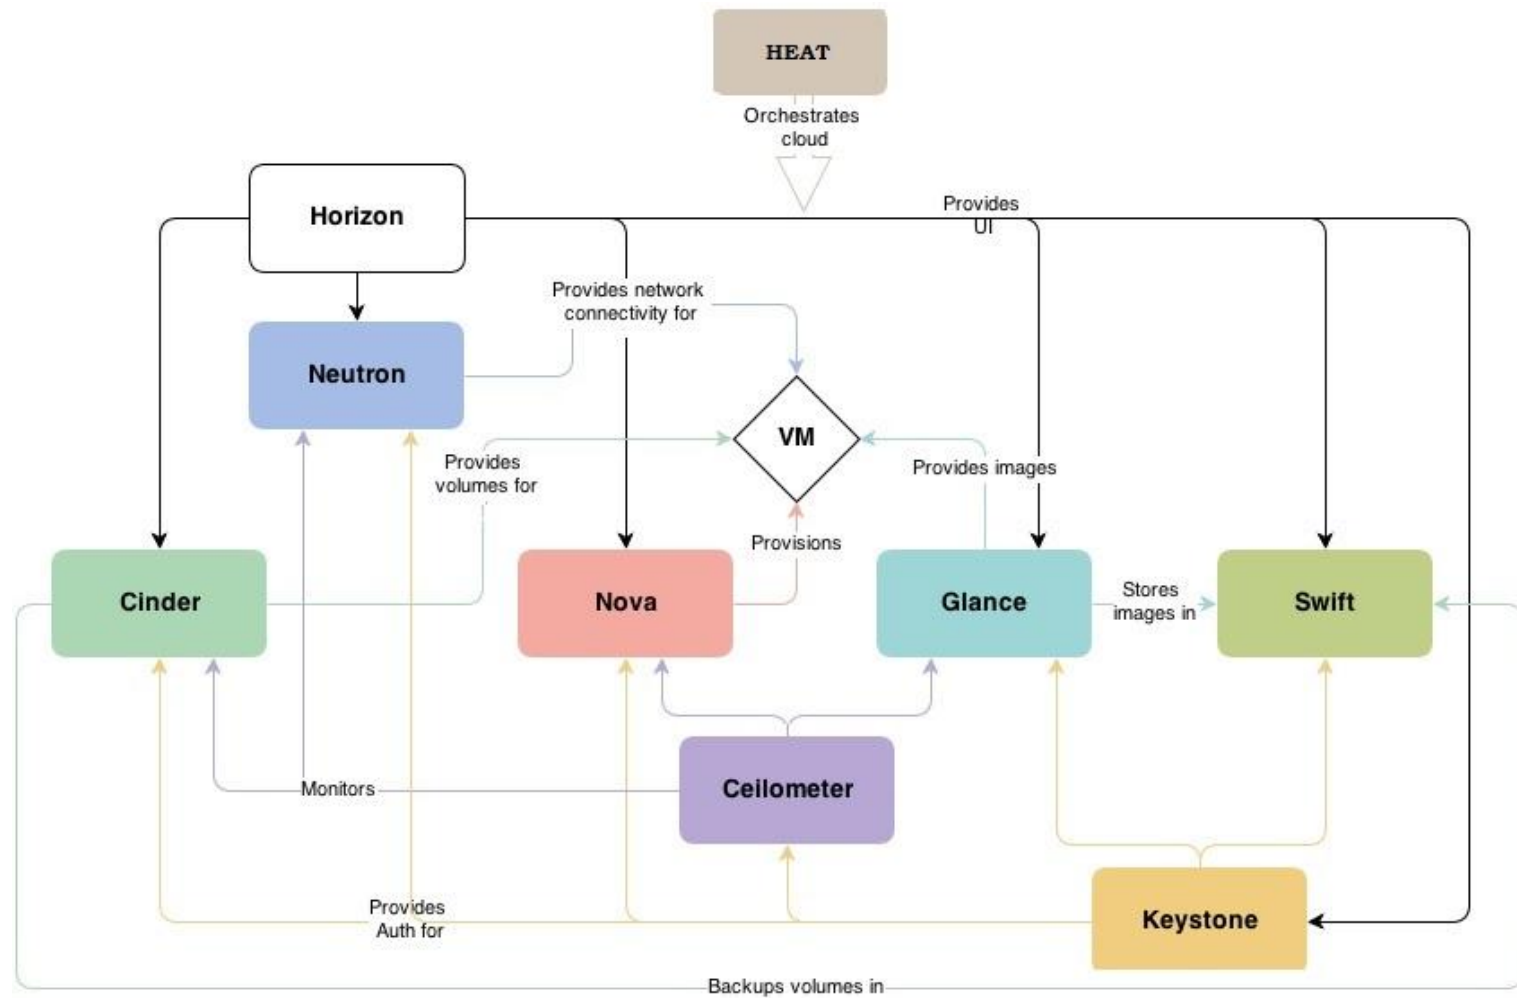 HEAT
Orchestrates
cloud
Horizon
Provides
UI
Provides network
connectivity for
Neutron
VM
Provides
volumes for
Provides images
Provisions
Cinder
Nova
Glance
Stores
images in
Swift
Ceilometer
Monitors
Provides
Auth for
Keystone
Backups volumes in